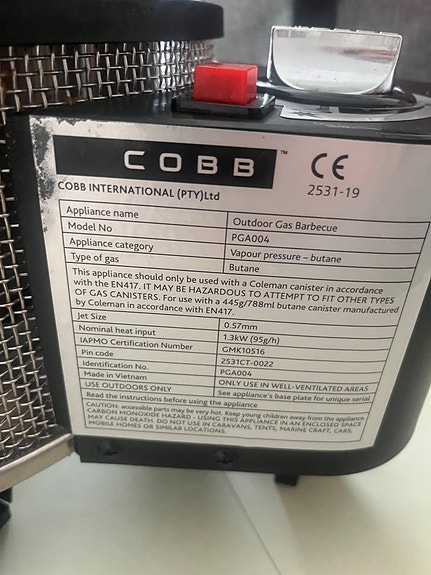 COBB™
CE
2531-19
COBB INTERNATIONAL (PTY)Ltd
Appliance name Outdoor Gas Barbecue
Model No PGA004
Appliance category Vapour pressure – butane
Type of gas Butane
This appliance should only be used with a Coleman canister in accordance
with the EN417. IT MAY BE HAZARDOUS TO ATTEMPT TO FIT OTHER TYPES
OF GAS CANISTERS. For use with a 445g/788ml butane canister manufactured
by Coleman in accordance with EN417.
Jet Size 0.57mm
Nominal heat input 1.3kW (95g/h)
IAPMO Certification Number GMK10516
Pin code 2531CT-0022
Identification No. PGA004
Made in Vietnam ONLY USE IN WELL-VENTILATED AREAS
USE OUTDOORS ONLY See appliance's base plate for unique serial
Read the instructions before using the appliance
CAUTION: accessible parts may be very hot. Keep young children away from the appliance.
CARBON MONOXIDE HAZARD - USING THIS APPLIANCE IN AN ENCLOSED SPACE
MAY CAUSE DEATH. DO NOT USE IN CARAVANS, TENTS, MARINE CRAFT, CARS,
MOBILE HOMES OR SIMILAR LOCATIONS.